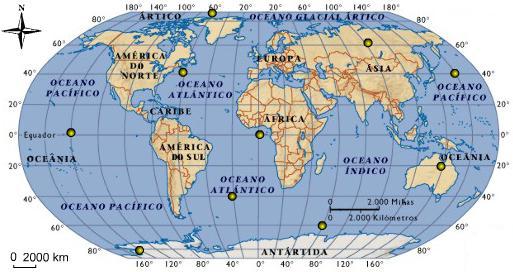 180° 140° 100° 60° 20° 20° 60° 100° 140° 180°
ÁRTICO
OCEANO GLACIAL ÁRTICO
80° 80°
N
60° 60°
AMÉRICA
DO
NORTE
EUROPA
ÁSIA
40° 40°
OCEANO
PACÍFICO
OCEANO
ATLÂNTICO
OCEANO
PACÍFICO
20° 20°
CARIBE
ÁFRICA
Equador 0° 0°
OCEÂNIA
AMÉRICA
DO SUL
OCEANO
ÍNDICO
OCEÂNIA
20° 20°
OCEANO
ATLÂNTICO
40° 40°
OCEANO PACÍFICO
0 2.000 Milhas
0 2.000 Kilómetros
60° 60°
80° 80°
ANTÁRTIDA
0 2000 km
160° 120° 80° 40° 0° 40° 80° 120° 160°